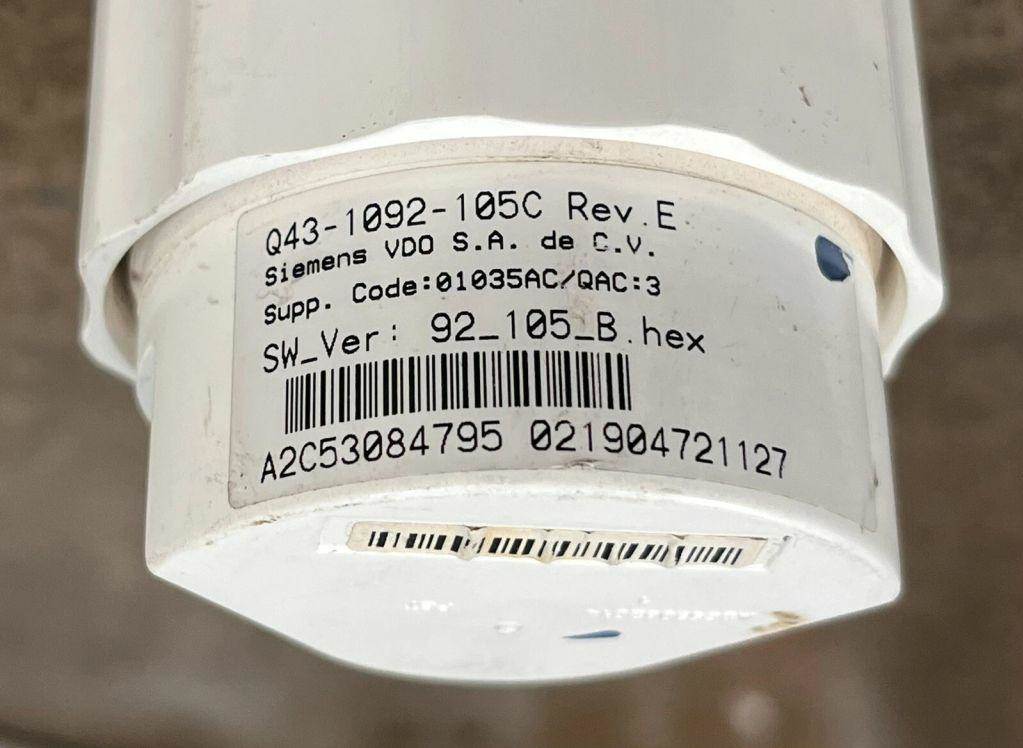 Q43-1092-105C Rev.E
Siemens VDO S.A. de C.V.
Supp. Code:01035AC/QAC:3
SW_Ver: 92_105_B.hex
A2C53084795 021904721127